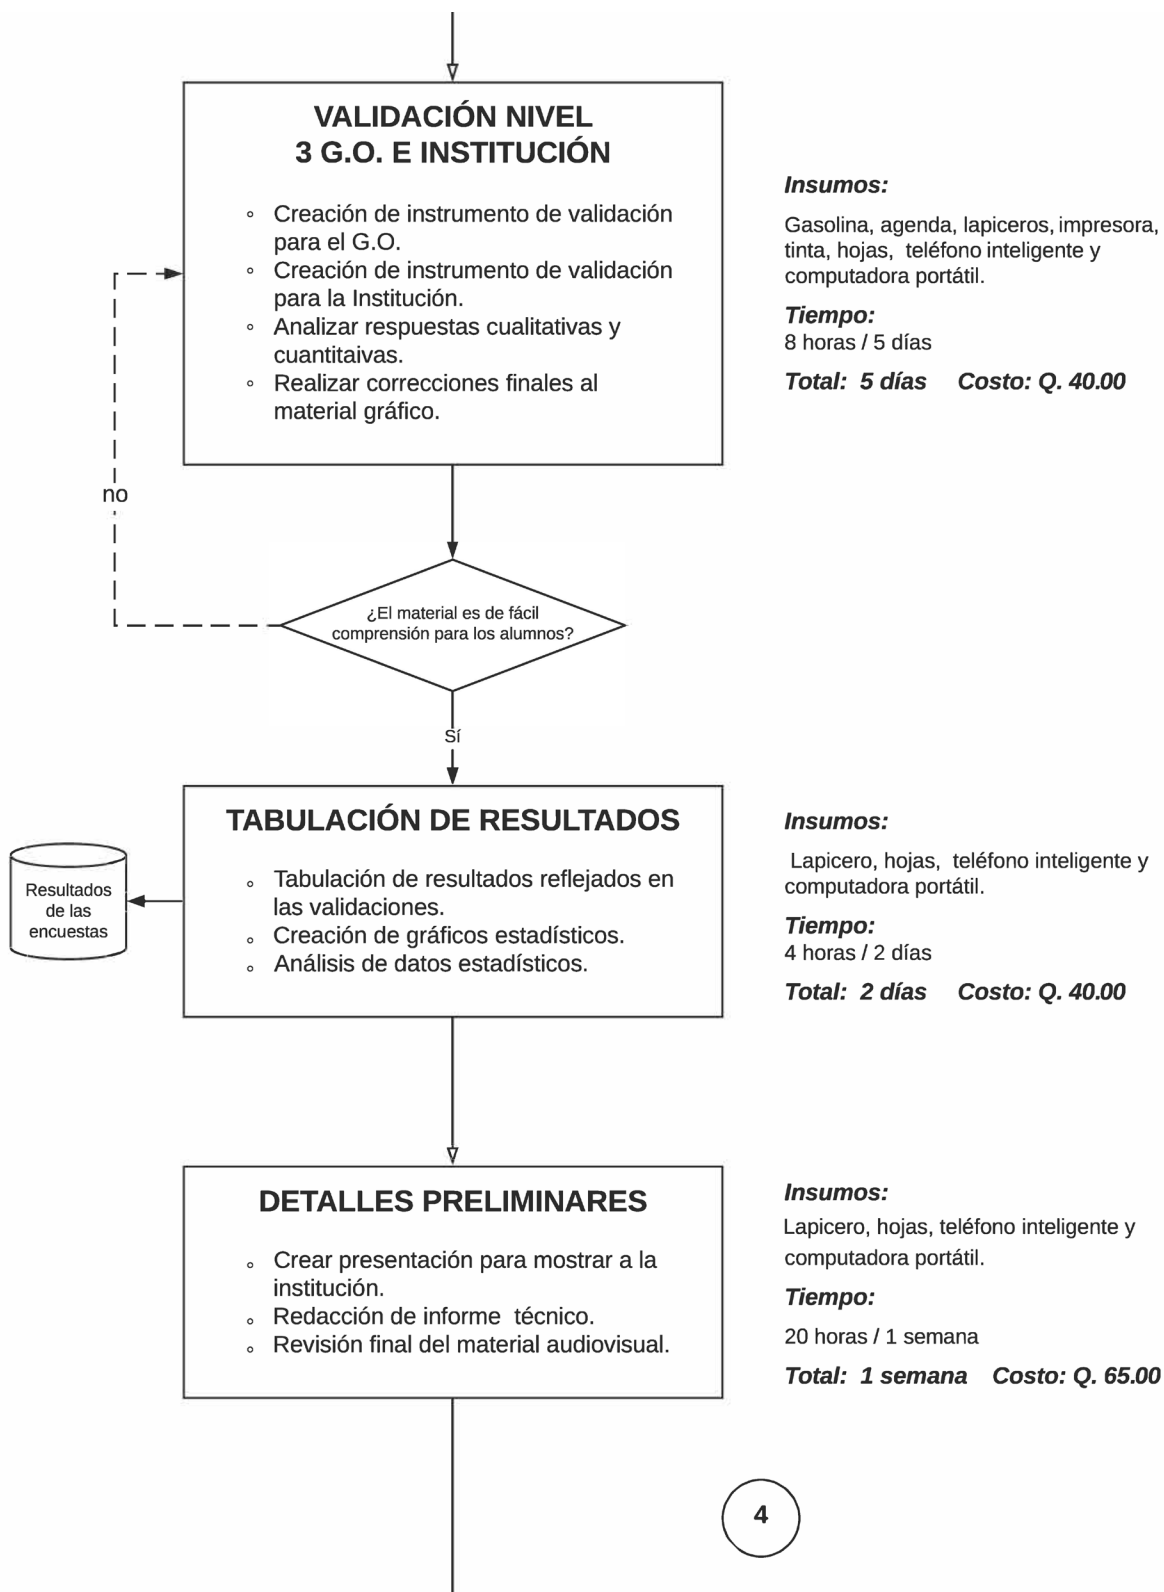 VALIDACIÓN NIVEL
3 G.O. E INSTITUCIÓN
◦ Creación de instrumento de validación
para el G.O.
◦ Creación de instrumento de validación
para la Institución.
◦ Analizar respuestas cualitativas y
cuantitaivas.
◦ Realizar correcciones finales al
material gráfico.
Insumos:
Gasolina, agenda, lapiceros, impresora,
tinta, hojas, teléfono inteligente y
computadora portátil.
Tiempo:
8 horas / 5 días
Total: 5 días Costo: Q. 40.00
no
¿El material es de fácil
comprensión para los alumnos?
Sí
TABULACIÓN DE RESULTADOS
◦ Tabulación de resultados reflejados en
las validaciones.
◦ Creación de gráficos estadísticos.
◦ Análisis de datos estadísticos.
Resultados
de las
encuestas
Insumos:
Lapicero, hojas, teléfono inteligente y
computadora portátil.
Tiempo:
4 horas / 2 días
Total: 2 días Costo: Q. 40.00
DETALLES PRELIMINARES
◦ Crear presentación para mostrar a la
institución.
◦ Redacción de informe técnico.
◦ Revisión final del material audiovisual.
Insumos:
Lapicero, hojas, teléfono inteligente y
computadora portátil.
Tiempo:
20 horas / 1 semana
Total: 1 semana Costo: Q. 65.00
4